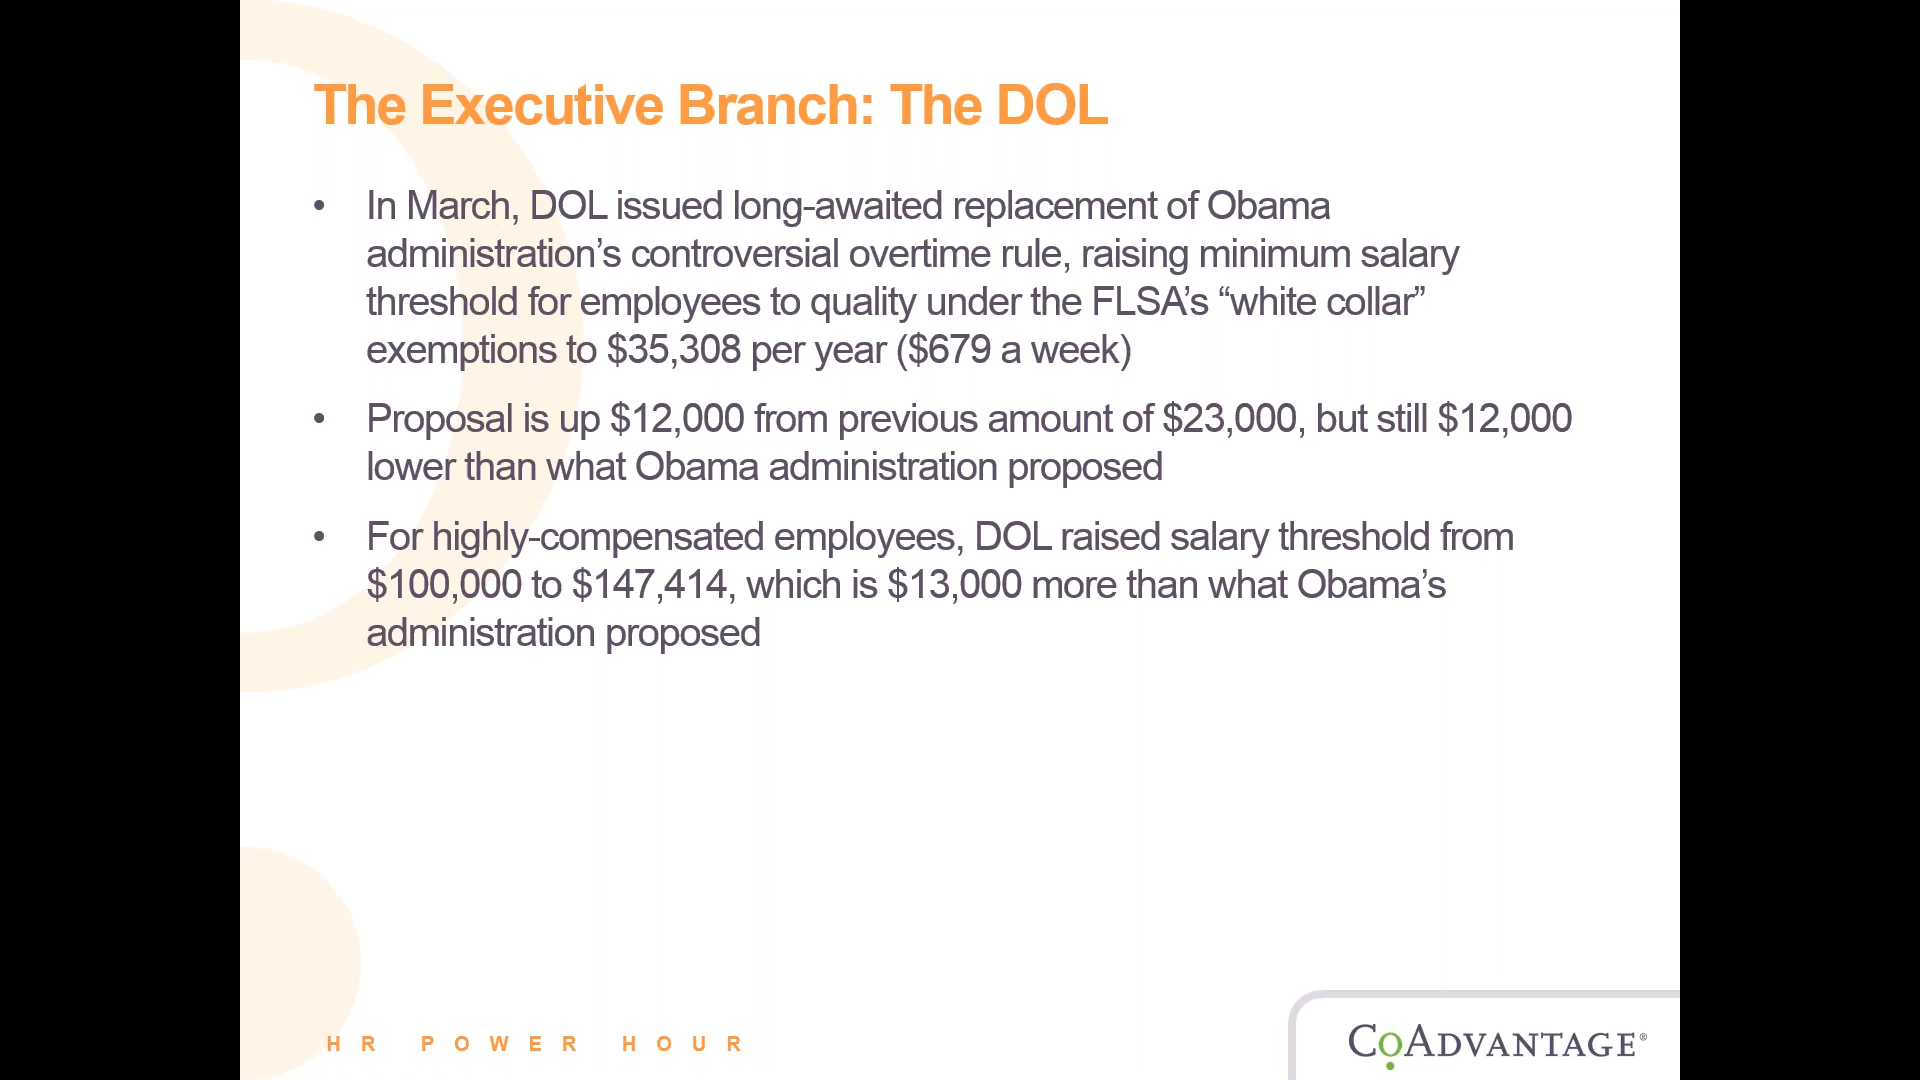 The Executive Branch: The DOL
• In March, DOL issued long-awaited replacement of Obama
administration’s controversial overtime rule, raising minimum salary
threshold for employees to quality under the FLSA’s “white collar”
exemptions to $35,308 per year ($679 a week)
• Proposal is up $12,000 from previous amount of $23,000, but still $12,000
lower than what Obama administration proposed
• For highly-compensated employees, DOL raised salary threshold from
$100,000 to $147,414, which is $13,000 more than what Obama’s
administration proposed
HR POWER HOUR
CoAdvantage®